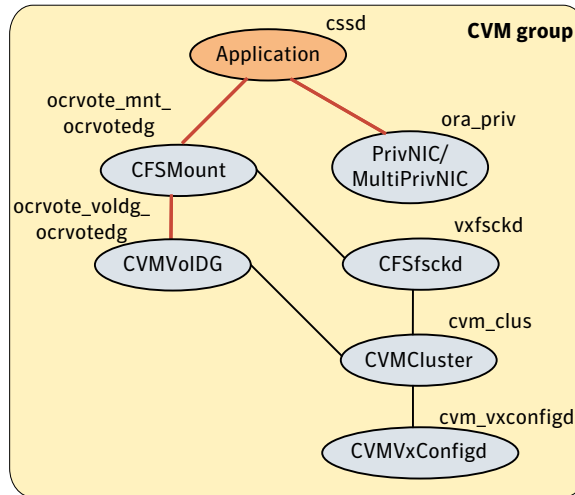 cssd
CVM group
Application
ocrvote_mnt_
ocrvotedg
ora_priv
CFSMount
PrivNIC/
MultiPrivNIC
ocrvote_voldg_
ocrvotedg
vxfsckd
CVMVolDG
CFSfsckd
cvm_clus
CVMCluster
cvm_vxconfigd
CVMVxConfigd